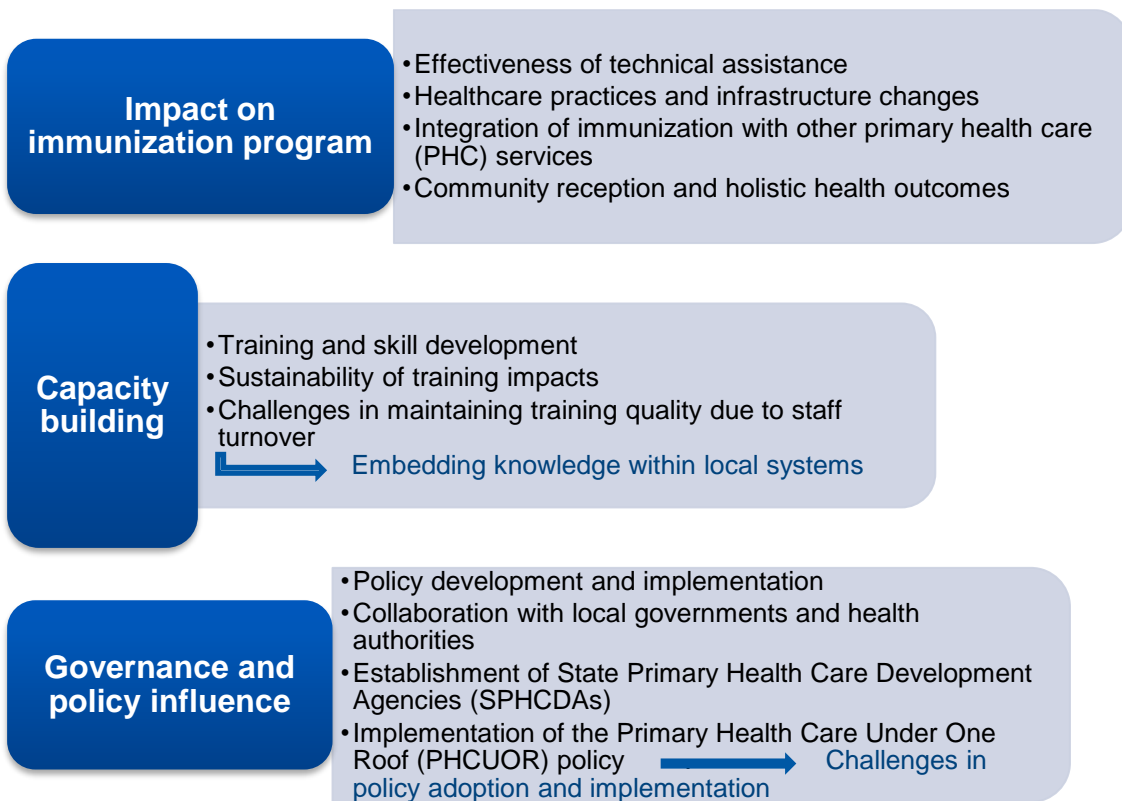 Impact on
immunization program
•Effectiveness of technical assistance
•Healthcare practices and infrastructure changes
•Integration of immunization with other primary health care
(PHC) services
•Community reception and holistic health outcomes
Capacity
building
•Training and skill development
•Sustainability of training impacts
•Challenges in maintaining training quality due to staff
turnover
Embedding knowledge within local systems
Governance and
policy influence
•Policy development and implementation
•Collaboration with local governments and health
authorities
•Establishment of State Primary Health Care Development
Agencies (SPHCDAs)
•Implementation of the Primary Health Care Under One
Roof (PHCUOR) policy Challenges in
policy adoption and implementation